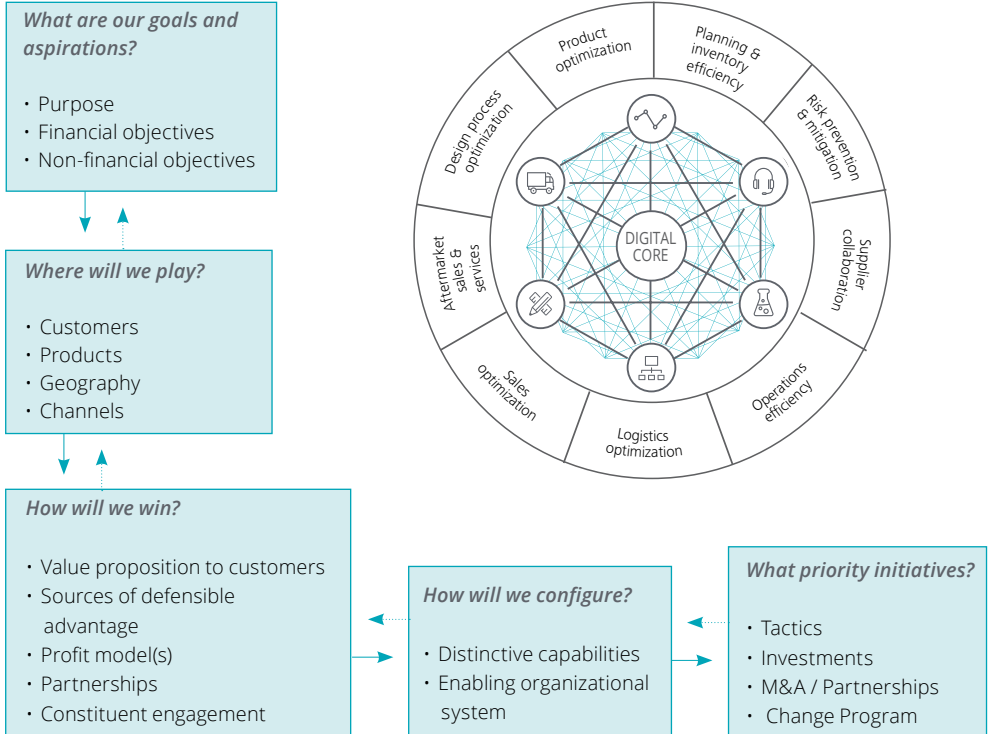 What are our goals and
aspirations?
· Purpose
· Financial objectives
· Non-financial objectives
Where will we play?
· Customers
· Products
· Geography
· Channels
How will we win?
· Value proposition to customers
· Sources of defensible
advantage
· Profit model(s)
· Partnerships
· Constituent engagement
How will we configure?
· Distinctive capabilities
· Enabling organizational
system
What priority initiatives?
· Tactics
· Investments
· M&A / Partnerships
· Change Program
Product
optimization
Planning &
inventory
efficiency
Risk prevention
& mitigation
Supplier
collaboration
Operations
efficiency
Logistics
optimization
Sales
optimization
Aftermarket
sales &
services
Design process
optimization
DIGITAL
CORE